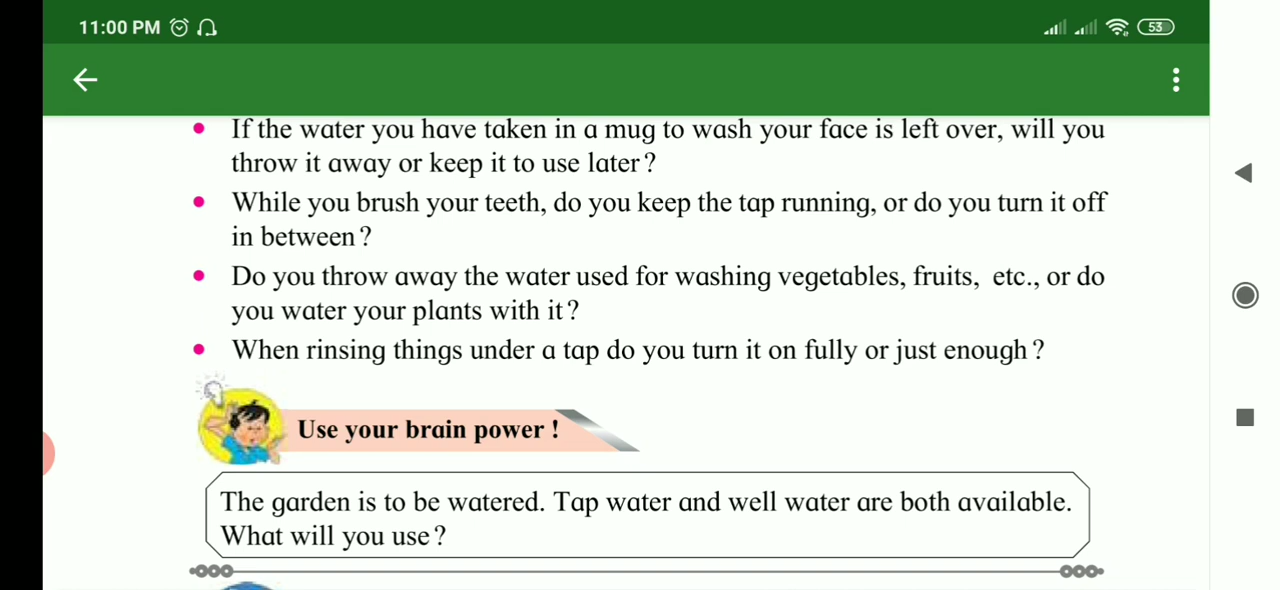 11:00 PM
53
• If the water you have taken in a mug to wash your face is left over, will you
throw it away or keep it to use later?
• While you brush your teeth, do you keep the tap running, or do you turn it off
in between?
• Do you throw away the water used for washing vegetables, fruits, etc., or do
you water your plants with it?
• When rinsing things under a tap do you turn it on fully or just enough?
Use your brain power !
The garden is to be watered. Tap water and well water are both available.
What will you use?